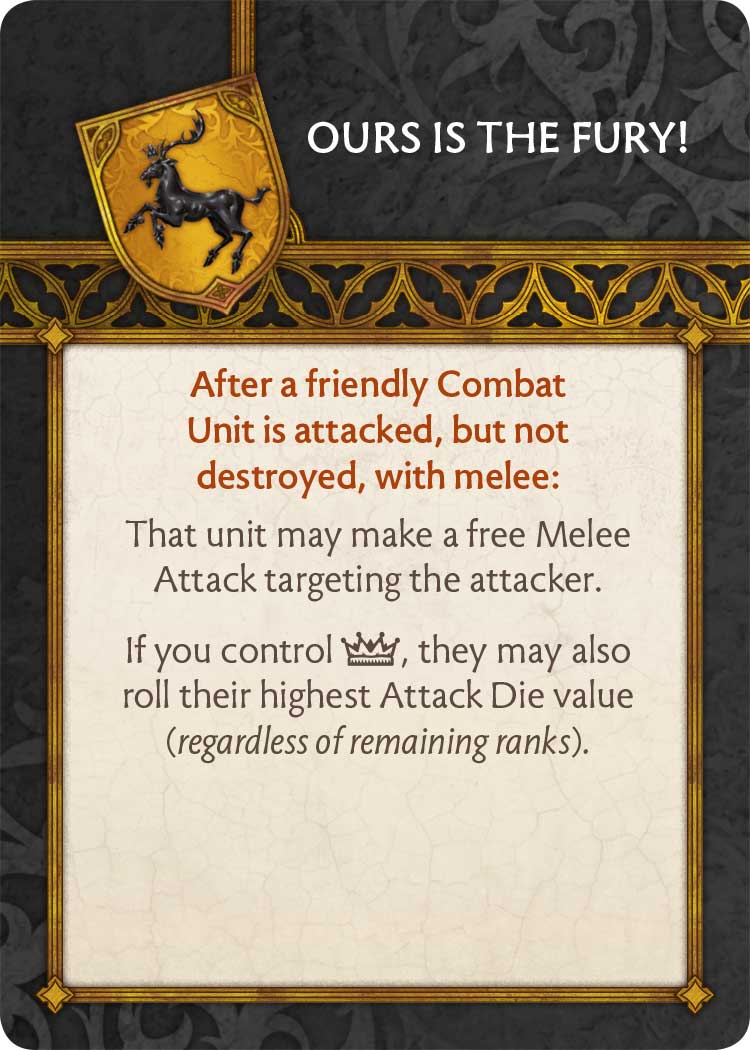 OURS IS THE FURY!
After a friendly Combat
Unit is attacked, but not
destroyed, with melee:
That unit may make a free Melee
Attack targeting the attacker.
If you control , they may also
roll their highest Attack Die value
(regardless of remaining ranks).